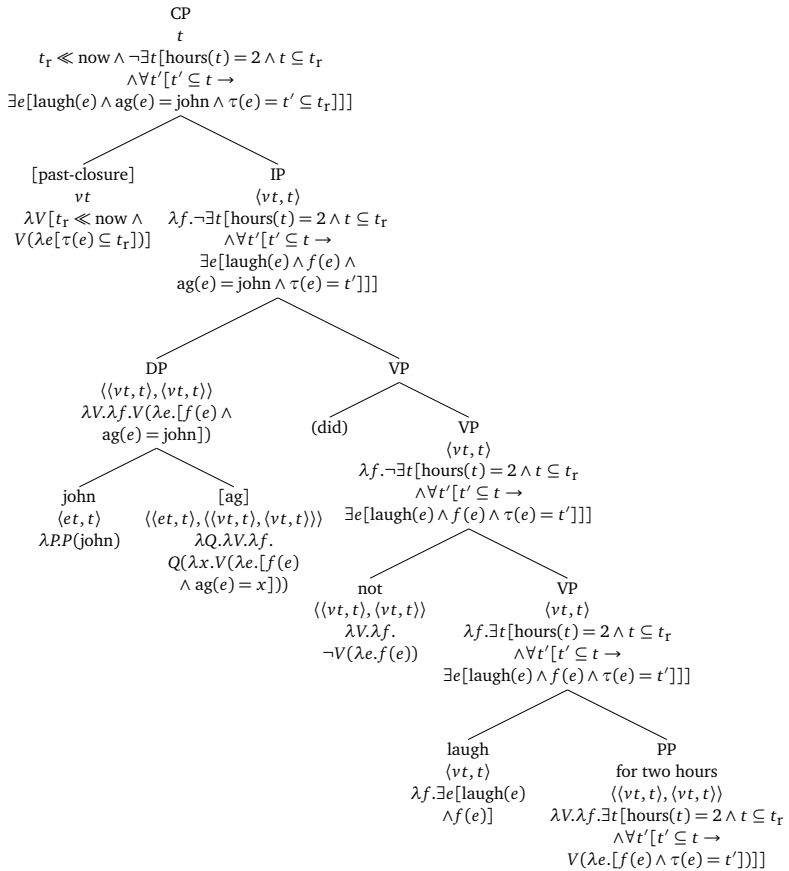 CP
t
t_r ≪ now ∧ ¬∃t[hours(t) = 2 ∧ t ⊆ t_r
∧∀t′[t′ ⊆ t →
∃e[laugh(e) ∧ ag(e) = john ∧ τ(e) = t′ ⊆ t_r]]]
[past-closure]
vt
λV[t_r ≪ now ∧
V(λe[τ(e) ⊆ t_r])]
IP
⟨vt, t⟩
λf.¬∃t[hours(t) = 2 ∧ t ⊆ t_r
∧∀t′[t′ ⊆ t →
∃e[laugh(e) ∧ f(e) ∧
ag(e) = john ∧ τ(e) = t′]]]
DP
⟨⟨vt, t⟩, ⟨vt, t⟩⟩
λV.λf.V(λe.[f(e) ∧
ag(e) = john])
VP
(did)
VP
⟨vt, t⟩
λf.¬∃t[hours(t) = 2 ∧ t ⊆ t_r
∧∀t′[t′ ⊆ t →
∃e[laugh(e) ∧ f(e) ∧ τ(e) = t′]]]
john
⟨et, t⟩
λP.P(john)
[ag]
⟨⟨et, t⟩, ⟨⟨vt, t⟩, ⟨vt, t⟩⟩⟩
λQ.λV.λf.
Q(λx.V(λe.[f(e)
∧ ag(e) = x]))
not
⟨⟨vt, t⟩, ⟨vt, t⟩⟩
λV.λf.
¬V(λe.f(e))
VP
⟨vt, t⟩
λf.∃t[hours(t) = 2 ∧ t ⊆ t_r
∧∀t′[t′ ⊆ t →
∃e[laugh(e) ∧ f(e) ∧ τ(e) = t′]]]
laugh
⟨vt, t⟩
λf.∃e[laugh(e)
∧f(e)]
PP
for two hours
⟨⟨vt, t⟩, ⟨vt, t⟩⟩
λV.λf.∃t[hours(t) = 2 ∧ t ⊆ t_r
∧∀t′[t′ ⊆ t →
V(λe.[f(e) ∧ τ(e) = t′])]]